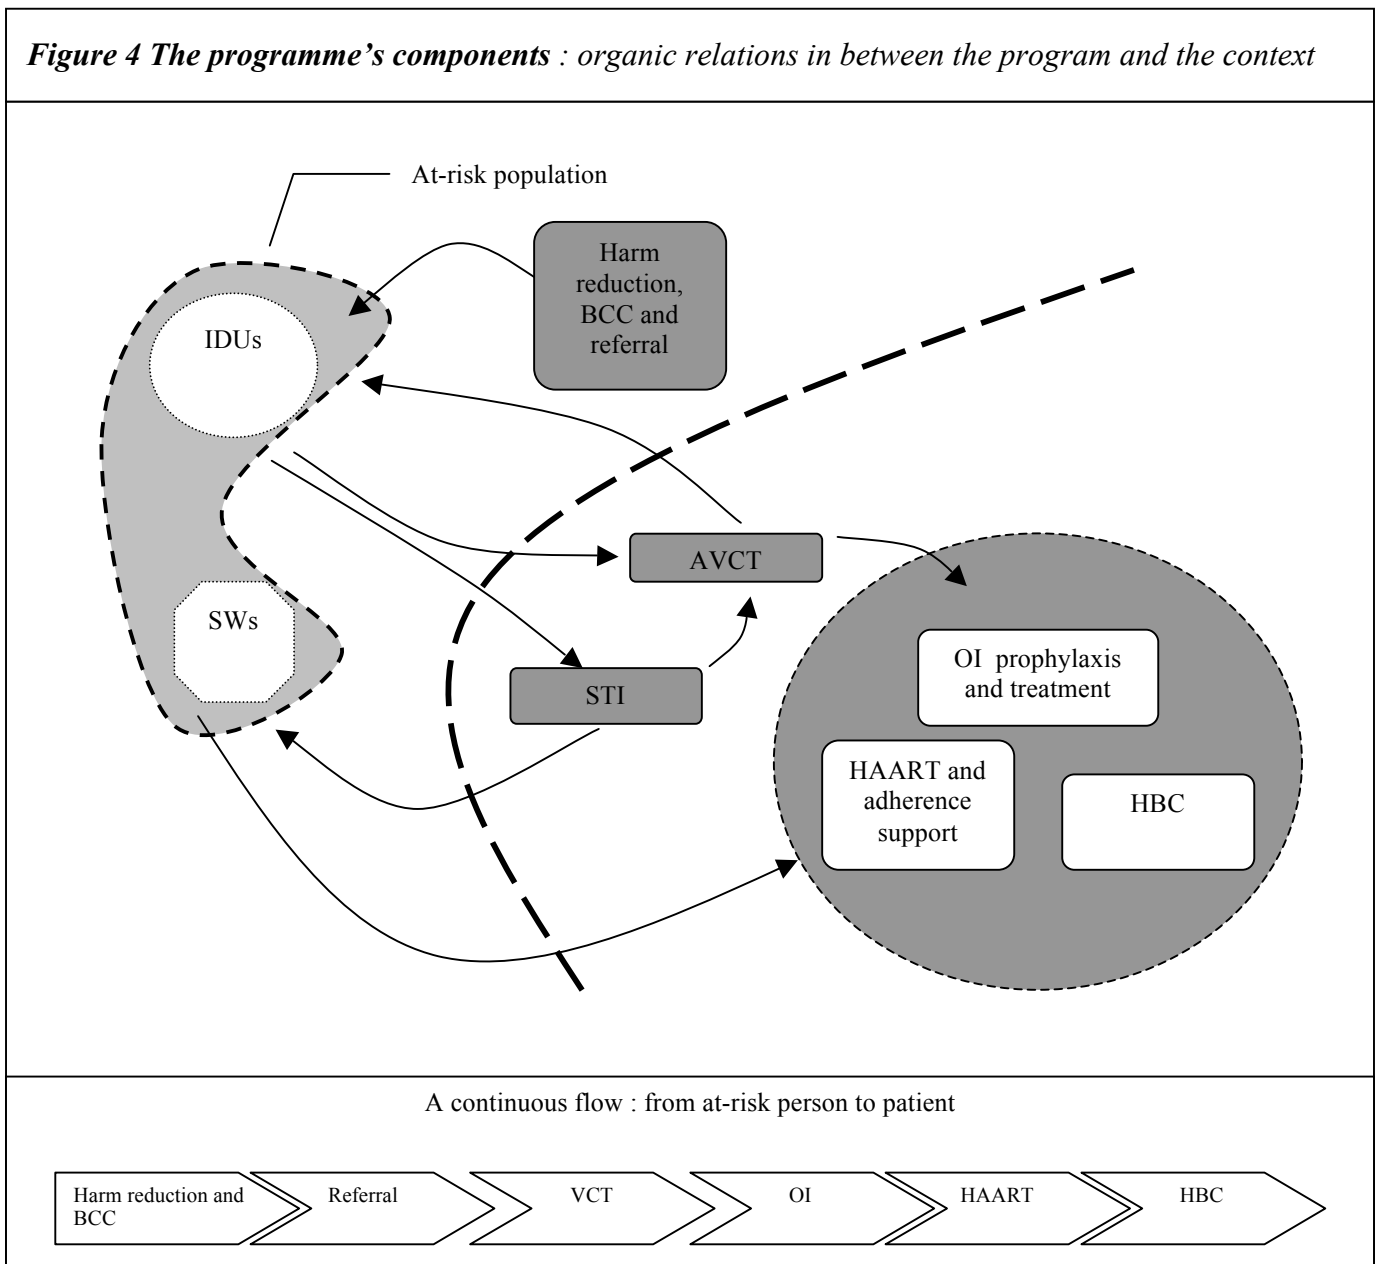 Figure 4 The programme’s components : organic relations in between the program and the context
At-risk population
Harm
reduction,
BCC and
referral
IDUs
AVCT
SWs
STI
OI prophylaxis
and treatment
HAART and
adherence
support
HBC
A continuous flow : from at-risk person to patient
Harm reduction and
BCC
Referral
VCT
OI
HAART
HBC